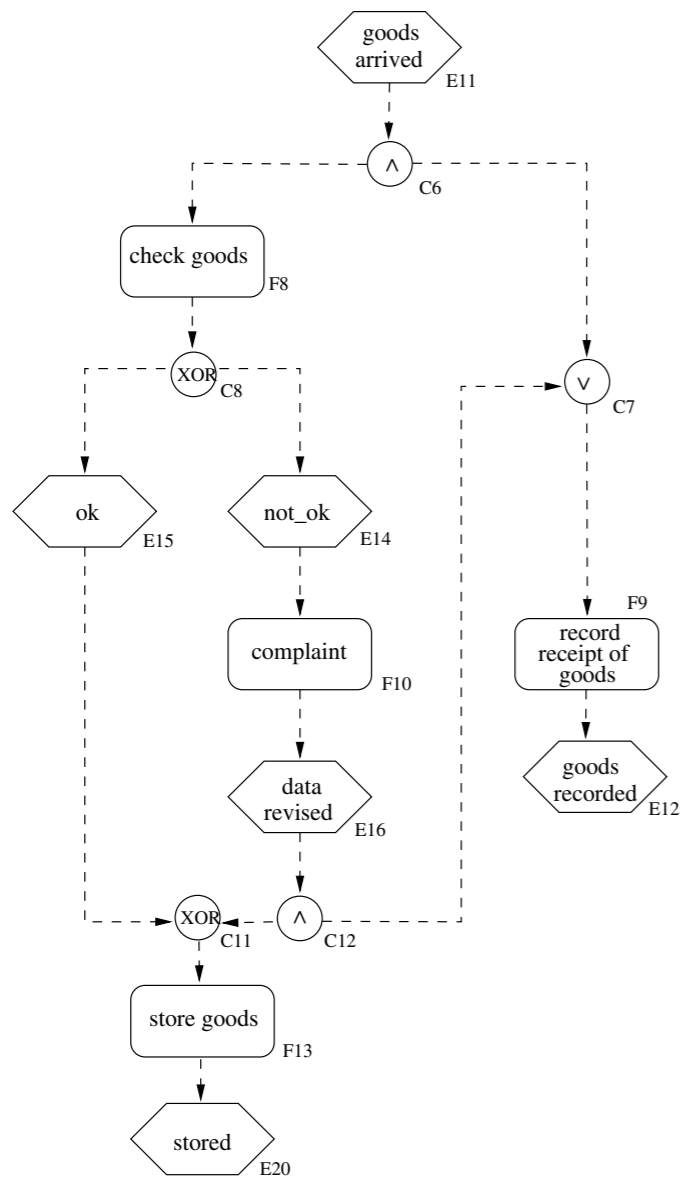 goods
arrived
E11
∧
C6
check goods
F8
XOR
C8
∨
C7
ok
E15
not_ok
E14
F9
record
receipt of
goods
complaint
F10
data
revised
E16
goods
recorded
E12
XOR
C11
∧
C12
store goods
F13
stored
E20